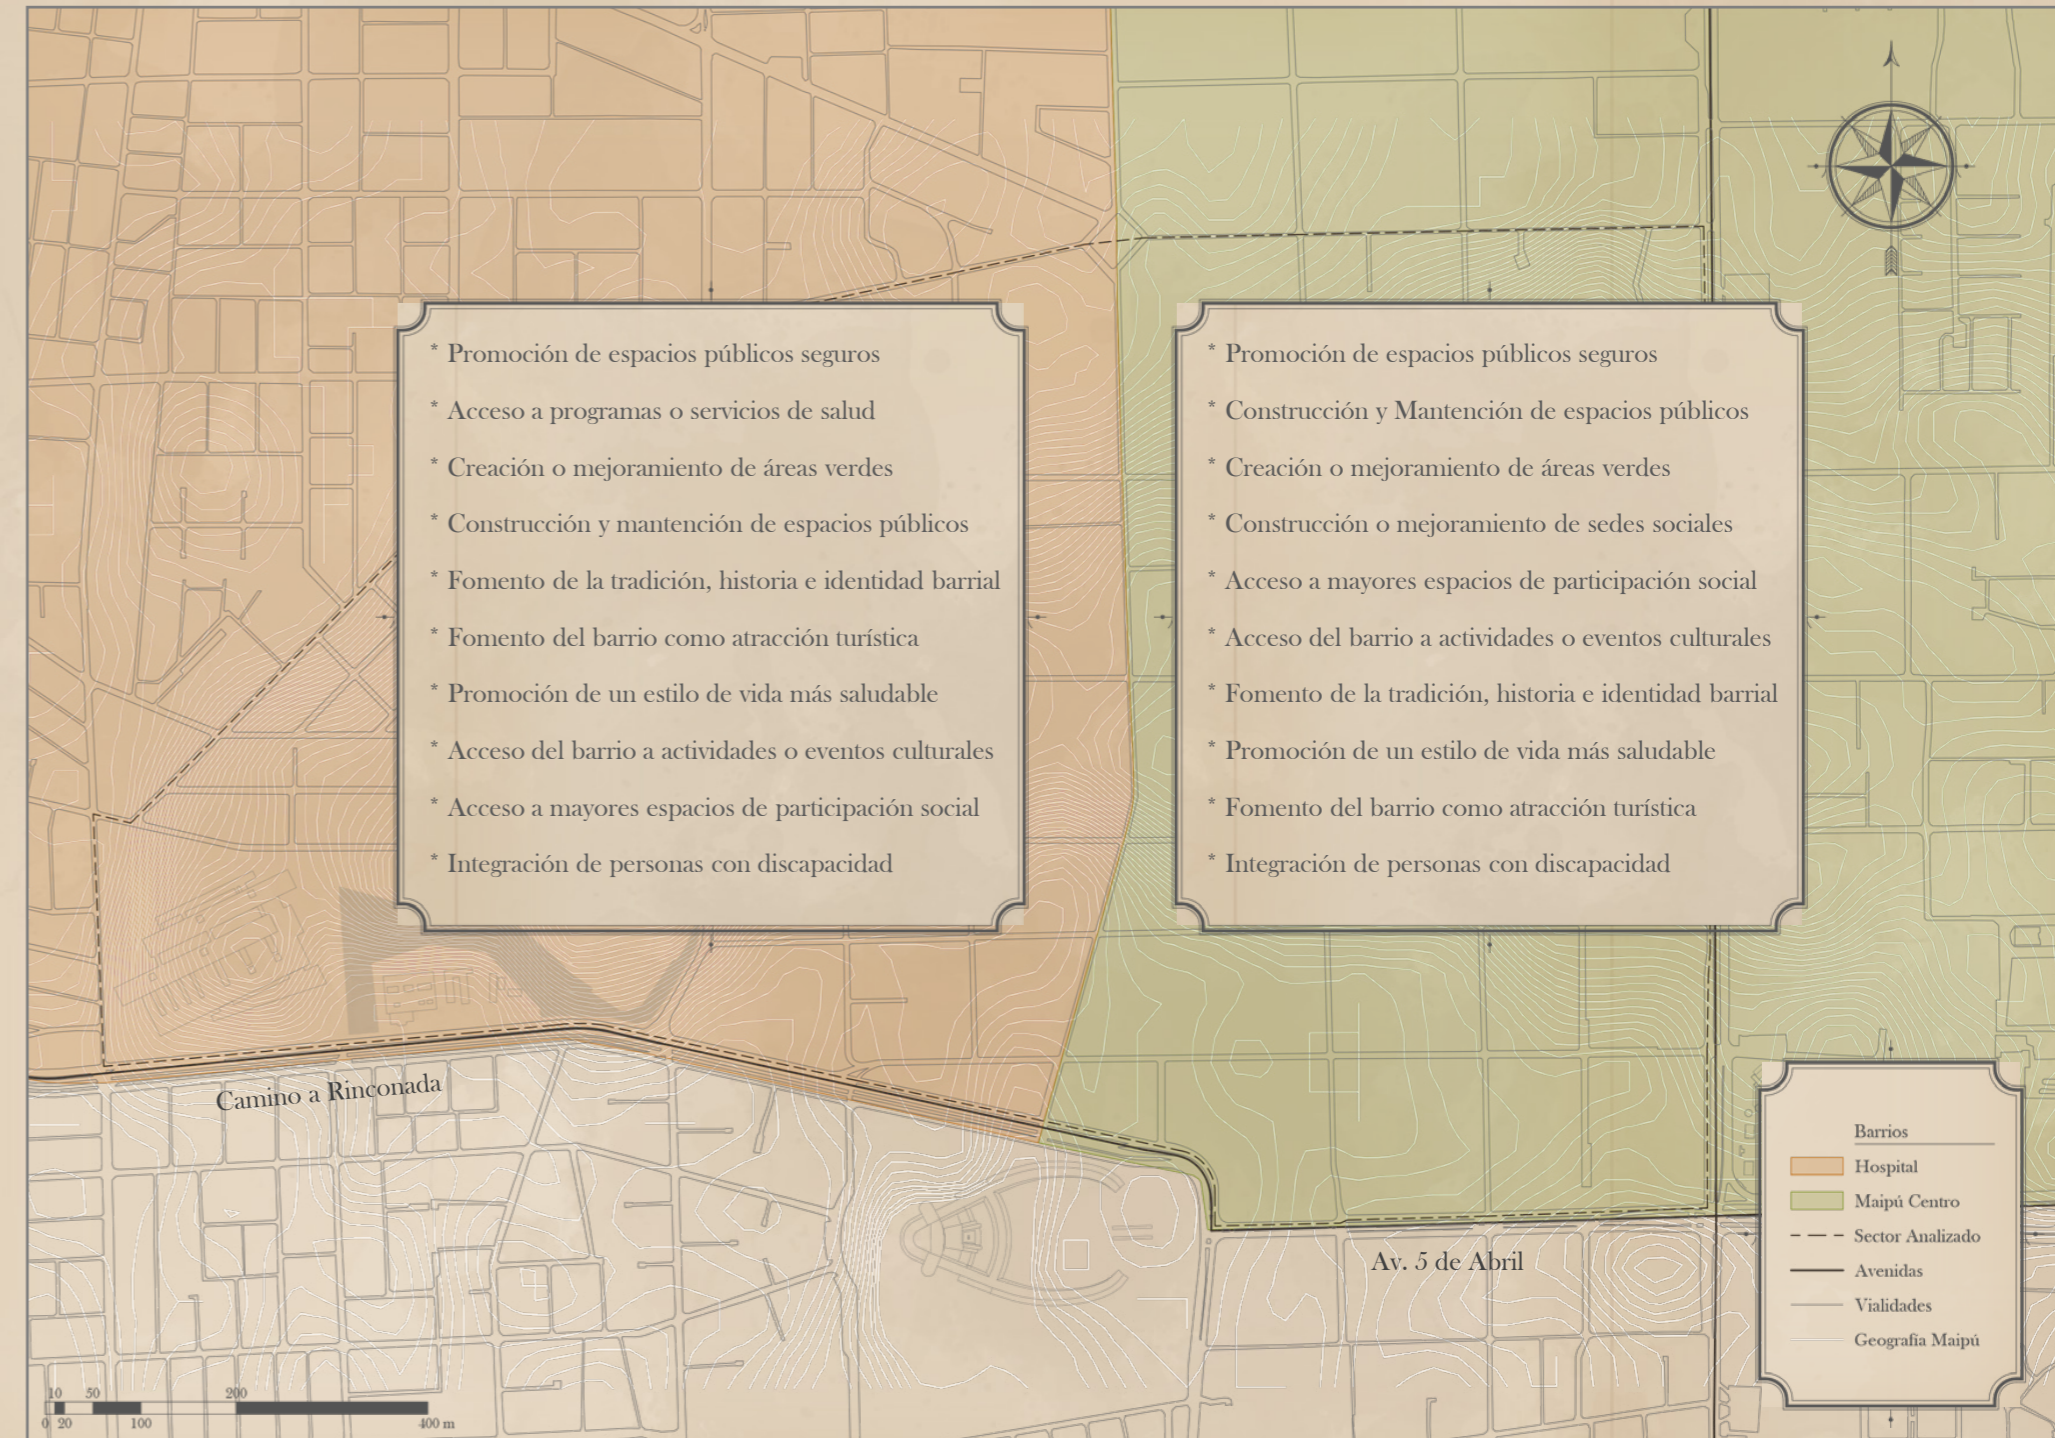 * Promoción de espacios públicos seguros
* Acceso a programas o servicios de salud
* Creación o mejoramiento de áreas verdes
* Construcción y mantención de espacios públicos
* Fomento de la tradición, historia e identidad barrial
* Fomento del barrio como atracción turística
* Promoción de un estilo de vida más saludable
* Acceso del barrio a actividades o eventos culturales
* Acceso a mayores espacios de participación social
* Integración de personas con discapacidad
* Promoción de espacios públicos seguros
* Construcción y Mantención de espacios públicos
* Creación o mejoramiento de áreas verdes
* Construcción o mejoramiento de sedes sociales
* Acceso a mayores espacios de participación social
* Acceso del barrio a actividades o eventos culturales
* Fomento de la tradición, historia e identidad barrial
* Promoción de un estilo de vida más saludable
* Fomento del barrio como atracción turística
* Integración de personas con discapacidad
Camino a Rinconada
Av. 5 de Abril
Barrios
Hospital
Maipú Centro
Sector Analizado
Avenidas
Vialidades
Geografía Maipú
10 50 200
0 20 100 400 m